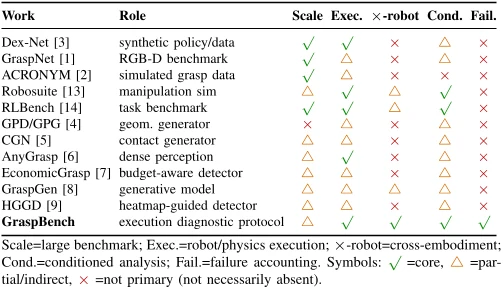 Work Role Scale Exec. ×-robot Cond. Fail.
Dex-Net [3] synthetic policy/data √ √ × △ ×
GraspNet [1] RGB-D benchmark √ △ × △ ×
ACRONYM [2] simulated grasp data √ △ × × ×
Robosuite [13] manipulation sim △ √ △ √ ×
RLBench [14] task benchmark √ √ △ √ ×
GPD/GPG [4] geom. generator × △ × △ ×
CGN [5] contact generator △ △ × △ ×
AnyGrasp [6] dense perception △ √ × △ ×
EconomicGrasp [7] budget-aware detector △ △ × △ ×
GraspGen [8] generative model △ △ △ △ ×
HGGD [9] heatmap-guided detector △ △ × △ ×
GraspBench execution diagnostic protocol △ √ √ √ √
Scale=large benchmark; Exec.=robot/physics execution; ×-robot=cross-embodiment;
Cond.=conditioned analysis; Fail.=failure accounting. Symbols: √ =core, △ =par-
tial/indirect, × =not primary (not necessarily absent).